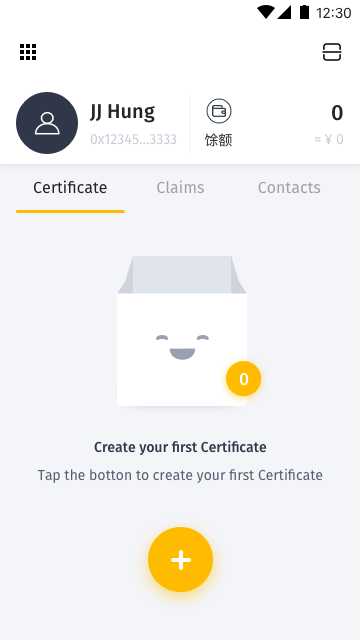 12:30
JJ Hung
0x12345...3333
馀额
0
≈ ¥ 0
Certificate
Claims
Contacts
0
Create your first Certificate
Tap the botton to create your first Certificate